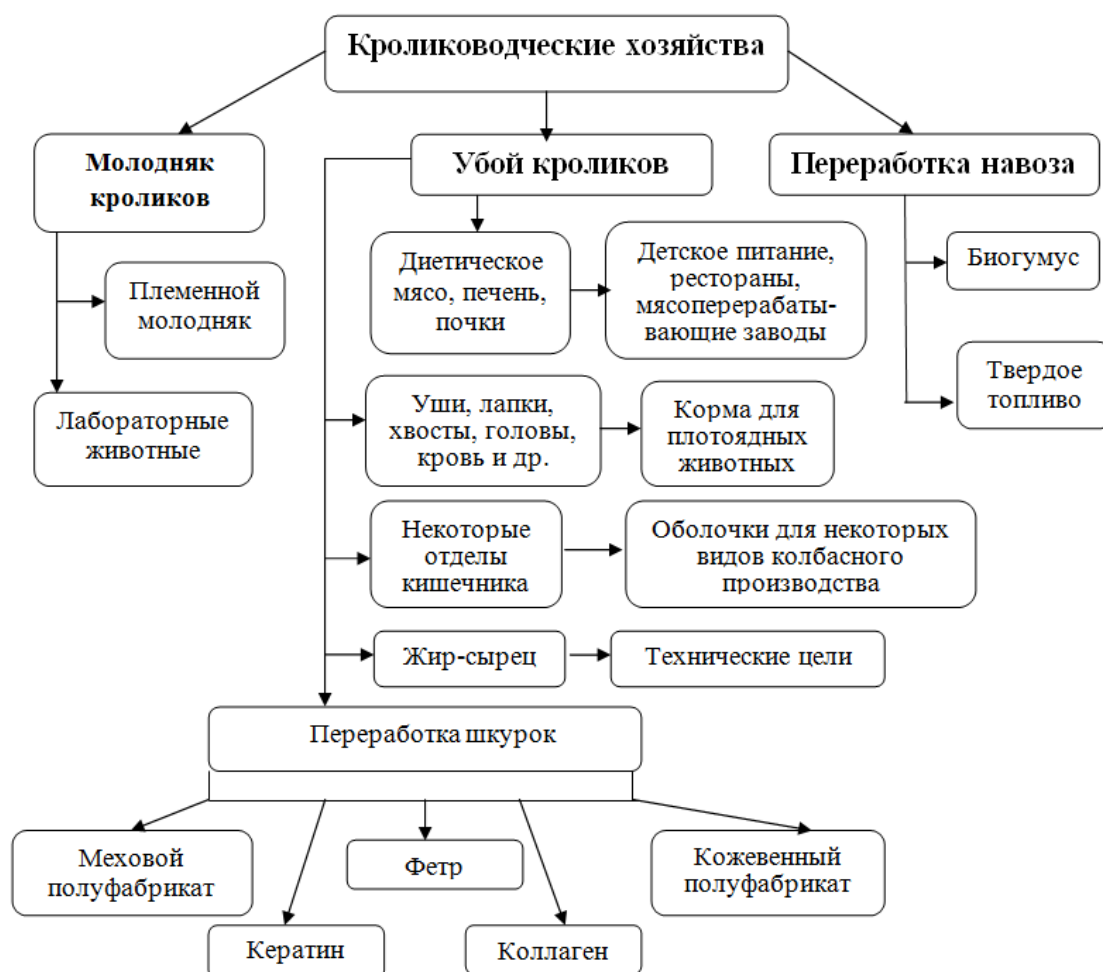 Кролиководческие хозяйства
Молодняк
кроликов
Убой кроликов
Переработка навоза
Племенной
молодняк
Лабораторные
животные
Диетическое
мясо, печень,
почки
Детское питание,
рестораны,
мясоперерабаты-
вающие заводы
Биогумус
Твердое
топливо
Уши, лапки,
хвосты, головы,
кровь и др.
Корма для
плотоядных
животных
Некоторые
отделы
кишечника
Оболочки для некоторых
видов колбасного
производства
Жир-сырец
Технические цели
Переработка шкурок
Меховой
полуфабрикат
Фетр
Кожевенный
полуфабрикат
Кератин
Коллаген